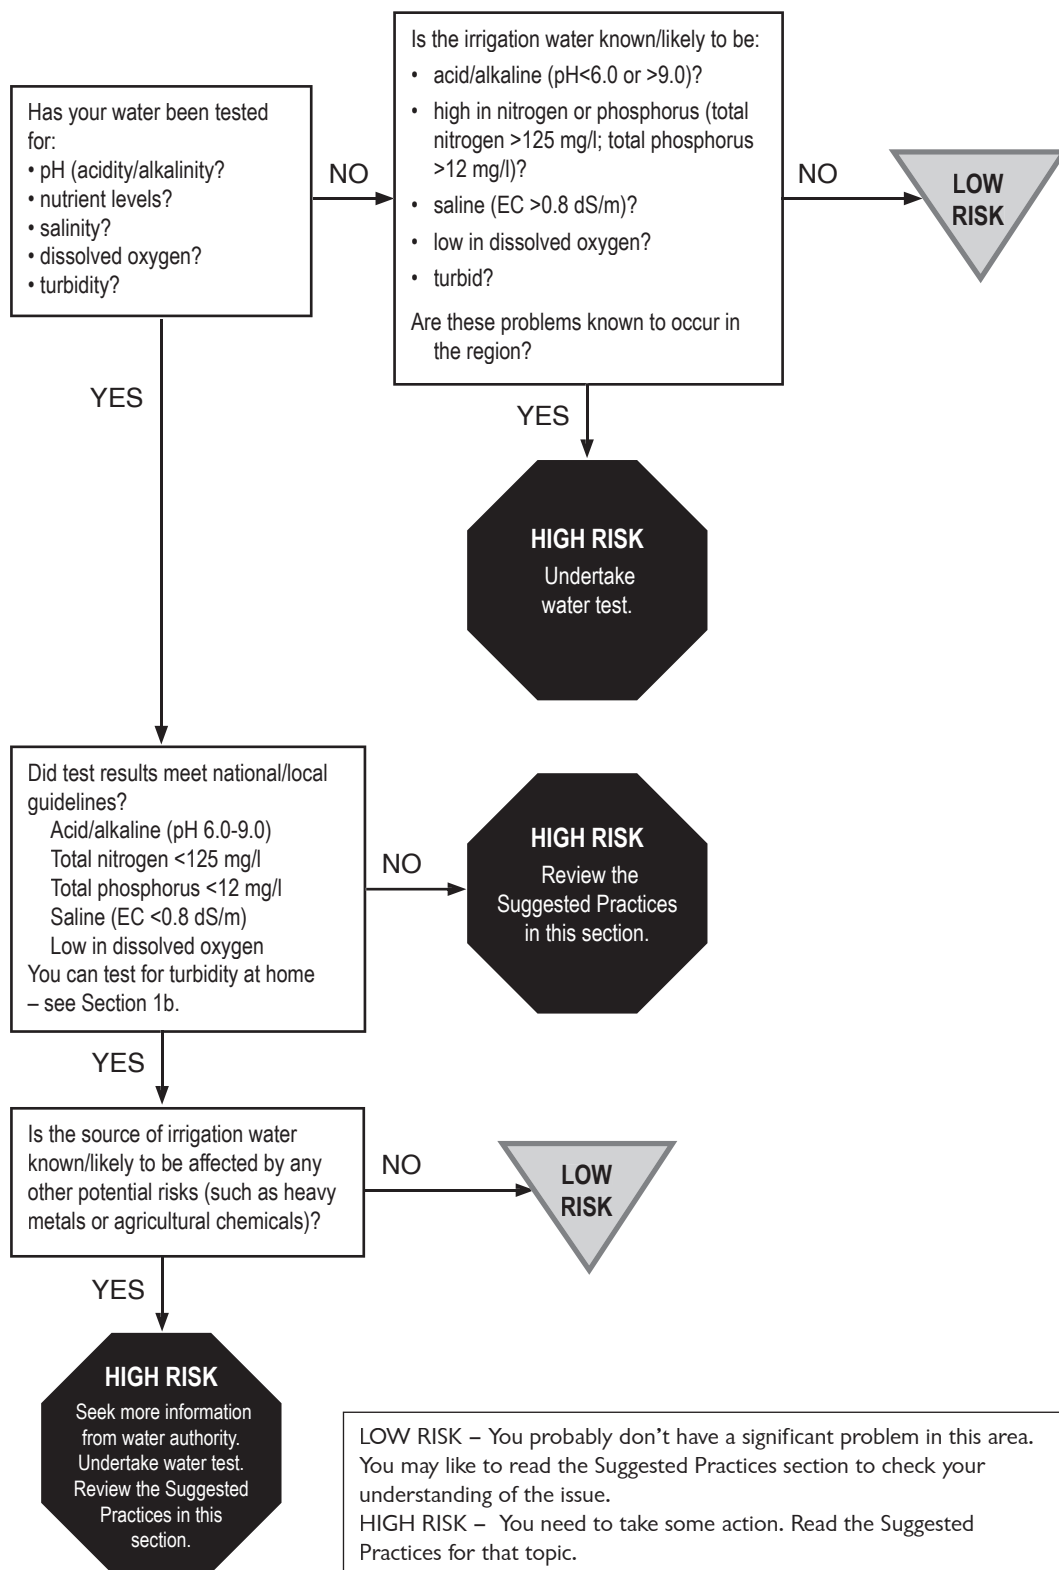 Has your water been tested
for:
• pH (acidity/alkalinity?
• nutrient levels?
• salinity?
• dissolved oxygen?
• turbidity?
NO
Is the irrigation water known/likely to be:
• acid/alkaline (pH<6.0 or >9.0)?
• high in nitrogen or phosphorus (total
nitrogen >125 mg/l; total phosphorus
>12 mg/l)?
• saline (EC >0.8 dS/m)?
• low in dissolved oxygen?
• turbid?
Are these problems known to occur in
the region?
NO
LOW
RISK
YES
YES
HIGH RISK
Undertake
water test.
Did test results meet national/local
guidelines?
Acid/alkaline (pH 6.0-9.0)
Total nitrogen <125 mg/l
Total phosphorus <12 mg/l
Saline (EC <0.8 dS/m)
Low in dissolved oxygen
You can test for turbidity at home
– see Section 1b.
NO
HIGH RISK
Review the
Suggested Practices
in this section.
YES
Is the source of irrigation water
known/likely to be affected by any
other potential risks (such as heavy
metals or agricultural chemicals)?
NO
LOW
RISK
YES
HIGH RISK
Seek more information
from water authority.
Undertake water test.
Review the Suggested
Practices in this
section.
LOW RISK – You probably don't have a significant problem in this area.
You may like to read the Suggested Practices section to check your
understanding of the issue.
HIGH RISK – You need to take some action. Read the Suggested
Practices for that topic.